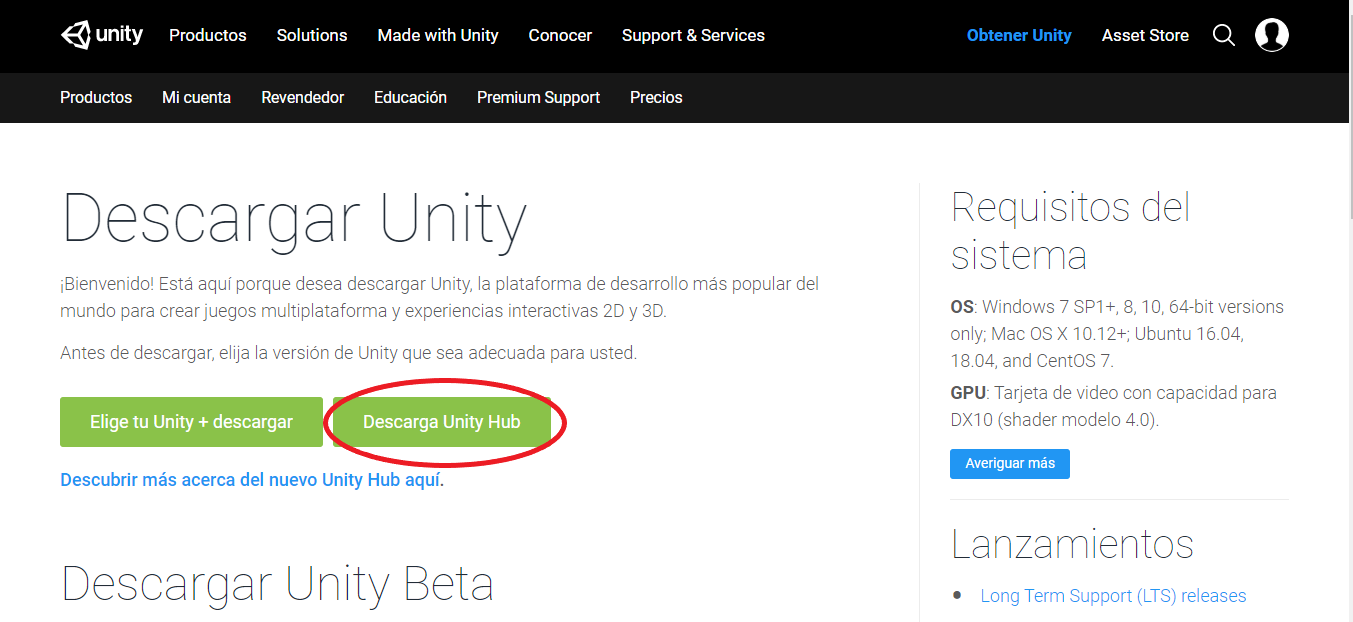 unity Productos Solutions Made with Unity Conocer Support & Services Obtener Unity Asset Store
Productos Mi cuenta Revendedor Educación Premium Support Precios
Descargar Unity
¡Bienvenido! Está aquí porque desea descargar Unity, la plataforma de desarrollo más popular del
mundo para crear juegos multiplataforma y experiencias interactivas 2D y 3D.
Antes de descargar, elija la versión de Unity que sea adecuada para usted.
Elige tu Unity + descargar Descarga Unity Hub
Descubrir más acerca del nuevo Unity Hub aquí.
Descargar Unity Beta
Requisitos del
sistema
OS: Windows 7 SP1+, 8, 10, 64-bit versions
only; Mac OS X 10.12+; Ubuntu 16.04,
18.04, and CentOS 7.
GPU: Tarjeta de video con capacidad para
DX10 (shader modelo 4.0).
Averiguar más
Lanzamientos
• Long Term Support (LTS) releases